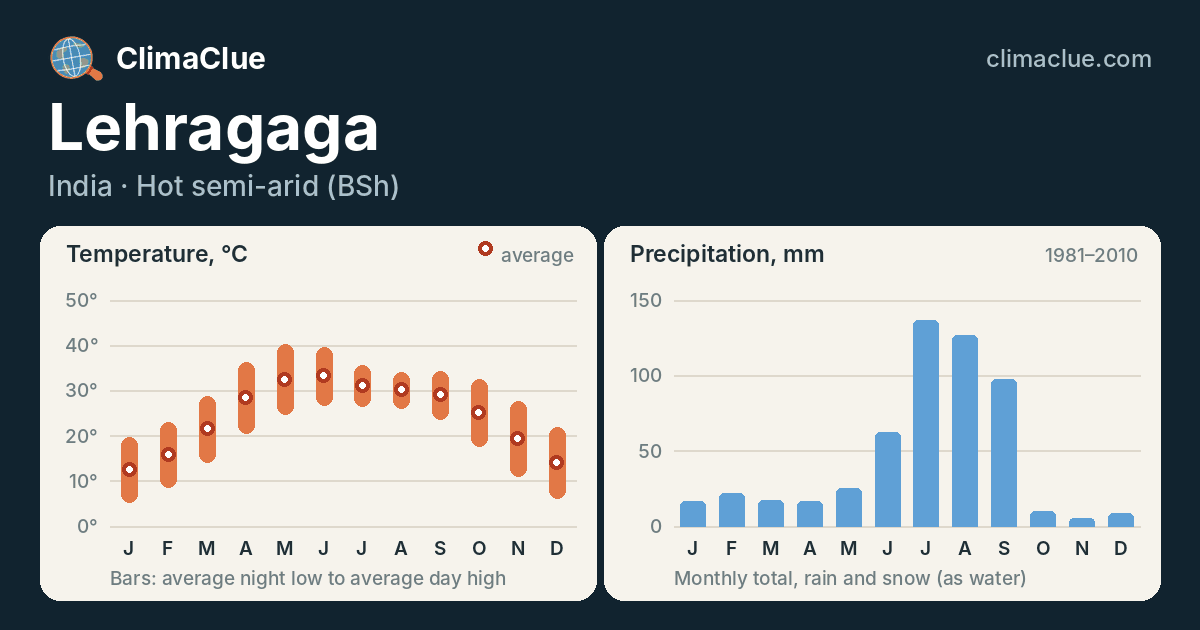 ClimaClue
climaclue.com
Lehragaga
India · Hot semi-arid (BSh)
Temperature, °C
average
50°
40°
30°
20°
10°
0°
J F M A M J J A S O N D
Bars: average night low to average day high
Precipitation, mm
1981–2010
150
100
50
0
J F M A M J J A S O N D
Monthly total, rain and snow (as water)